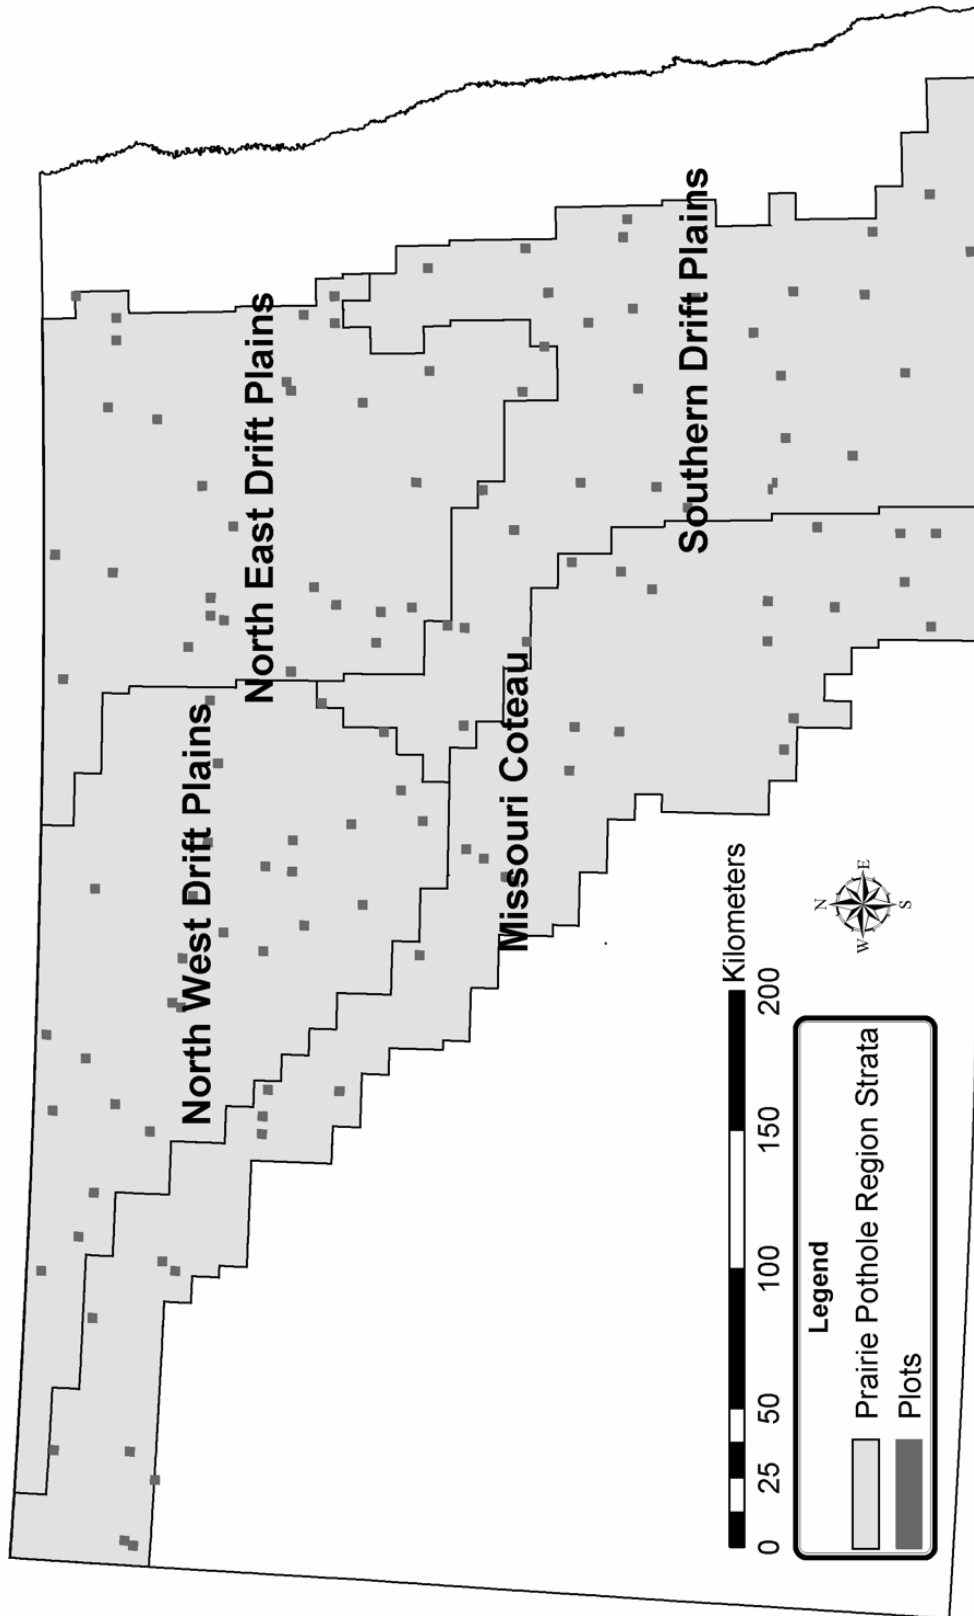 North West Drift Plains
North East Drift Plains
Missouri Coteau
Southern Drift Plains
Kilometers
0 25 50 100 150 200
N
W E
S
Legend
Prairie Pothole Region Strata
Plots